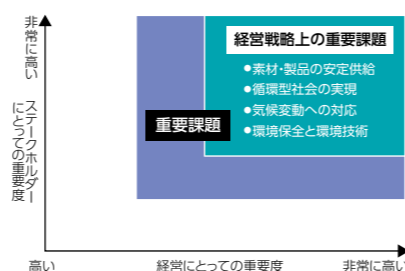 非常に高い
ステークホルダー
にとっての重要度
経営戦略上の重要課題
●素材・製品の安定供給
●循環型社会の実現
●気候変動への対応
●環境保全と環境技術
重要課題
高い
経営にとっての重要度
非常に高い